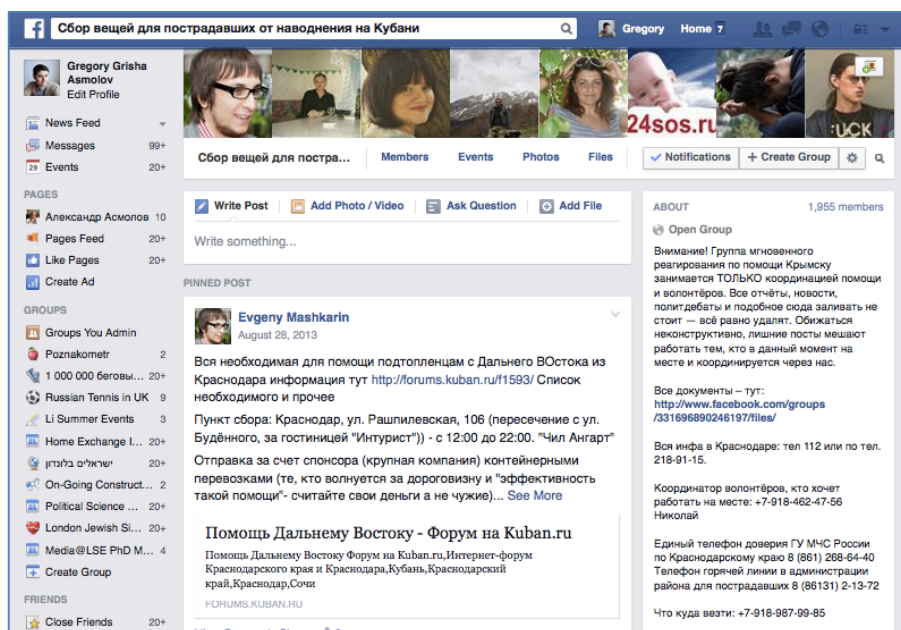 Сбор вещей для пострадавших от наводнения на Кубани
Gregory Home 7
Gregory Grisha
Asmolov
Edit Profile
News Feed
Messages 99+
Events 20+
PAGES
Александр Асмолов 10
Pages Feed 20+
Like Pages 20+
Create Ad
GROUPS
Groups You Admin
Poznakometr 2
1 000 000 беговы... 20+
Russian Tennis in UK 9
Li Summer Events 3
Home Exchange I... 20+
ישראלים בלונדון 20+
On-Going Construct... 2
Political Science ... 20+
London Jewish Si... 20+
Media@LSE PhD M... 4
Create Group
FRIENDS
Close Friends 20+
24sos.ru
Сбор вещей для постра... Members Events Photos Files
Notifications + Create Group
Write Post Add Photo / Video Ask Question Add File
Write something...
PINNED POST
Evgeny Mashkarin
August 28, 2013
Вся необходимая для помощи подтопленцам с Дальнего ВОстока из
Краснодара информация тут http://forums.kuban.ru/f1593/ Список
необходимого и прочее
Пункт сбора: Краснодар, ул. Рашпилевская, 106 (пересечение с ул.
Будённого, за гостиницей "Интурист")) - с 12:00 до 22:00. "Чил Ангарт"
Отправка за счет спонсора (крупная компания) контейнерными
перевозками (те, кто волнуется за дороговизну и "эффективность
такой помощи"- считайте свои деньги а не чужие)... See More
Помощь Дальнему Востоку - Форум на Kuban.ru
Помощь Дальнему Востоку Форум на Kuban.ru,Интернет-форум
Краснодарского края и Краснодара,Кубань,Краснодарский
край,Краснодар,Сочи
FORUMS.KUBAN.RU
ABOUT 1,955 members
Open Group
Внимание! Группа мгновенного
реагирования по помощи Крымску
занимается ТОЛЬКО координацией помощи
и волонтёров. Все отчёты, новости,
политдебаты и подобное сюда заливать не
стоит — всё равно удалят. Обижаться
неконструктивно, лишние посты мешают
работать тем, кто в данный момент на
месте и координируется через нас.
Все документы – тут:
http://www.facebook.com/groups
/331696890246197/files/
Вся инфа в Краснодаре: тел 112 или по тел.
218-91-15.
Координатор волонтёров, кто хочет
работать на месте: +7-918-462-47-56
Николай
Единый телефон доверия ГУ МЧС России
по Краснодарскому краю 8 (861) 268-64-40
Телефон горячей линии в администрации
района для пострадавших 8 (86131) 2-13-72
Что куда везти: +7-918-987-99-85